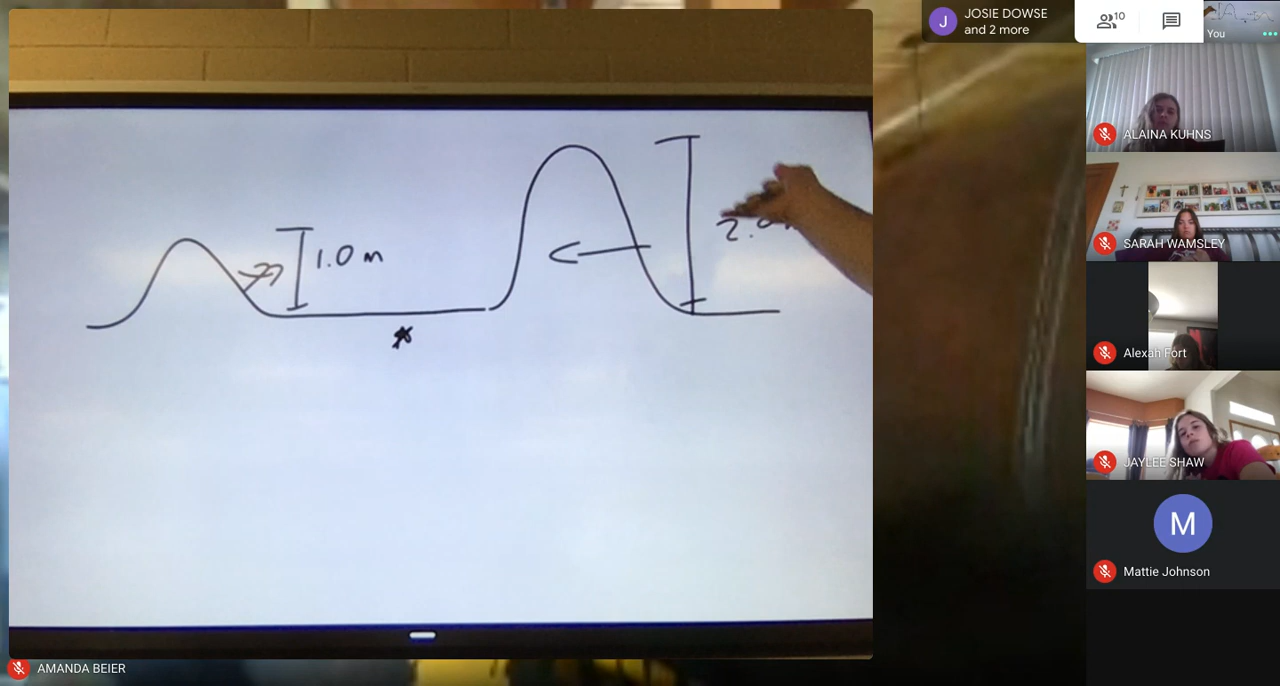 JOSIE DOWSE
and 2 more
10
J
You
ALAINA KUHNS
1.0 m
SARAH WAMSLEY
Alexah Fort
JAYLEE SHAW
M
Mattie Johnson
AMANDA BEIER